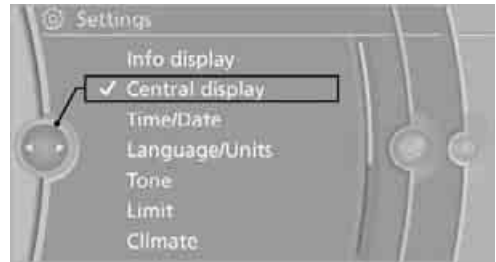 Settings
Info display
✓ Central display
Time/Date
Language/Units
Tone
Limit
Climate